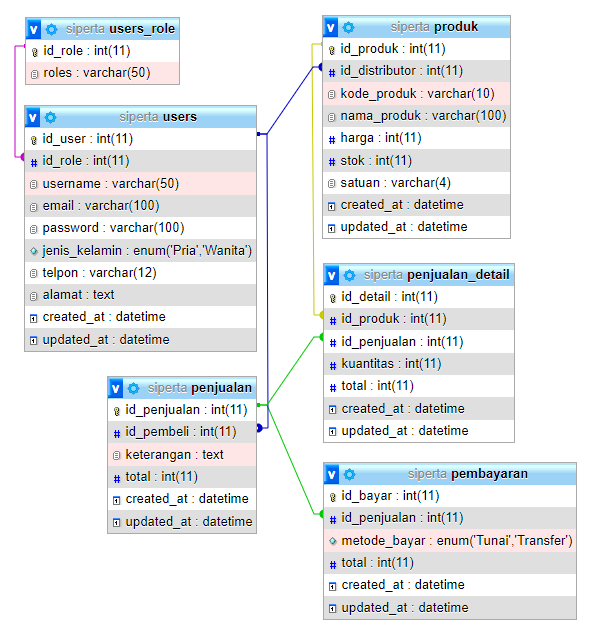 siperta users_role
id_role : int(11)
roles : varchar(50)
siperta users
id_user : int(11)
id_role : int(11)
username : varchar(50)
email : varchar(100)
password : varchar(100)
jenis_kelamin : enum('Pria','Wanita')
telpon : varchar(12)
alamat : text
created_at : datetime
updated_at : datetime
siperta penjualan
id_penjualan : int(11)
id_pembeli : int(11)
keterangan : text
total : int(11)
created_at : datetime
updated_at : datetime
siperta produk
id_produk : int(11)
id_distributor : int(11)
kode_produk : varchar(10)
nama_produk : varchar(100)
harga : int(11)
stok : int(11)
satuan : varchar(4)
created_at : datetime
updated_at : datetime
siperta penjualan_detail
id_detail : int(11)
id_produk : int(11)
id_penjualan : int(11)
kuantitas : int(11)
total : int(11)
created_at : datetime
updated_at : datetime
siperta pembayaran
id_bayar : int(11)
id_penjualan : int(11)
metode_bayar : enum('Tunai','Transfer')
total : int(11)
created_at : datetime
updated_at : datetime